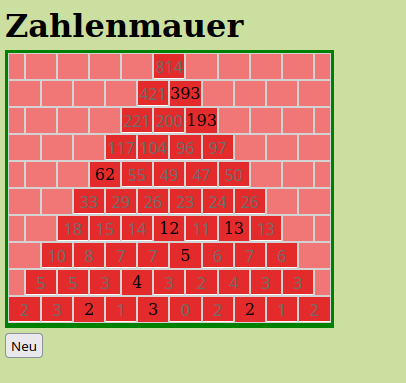 Zahlenmauer
814
421 393
221 200 193
117 104 96 97
62 55 49 47 50
33 29 26 23 24 26
18 15 14 12 11 13 13
10 8 7 7 5 6 7 6
5 5 3 4 3 2 4 3 3
2 3 2 1 3 0 2 2 1 2
Neu